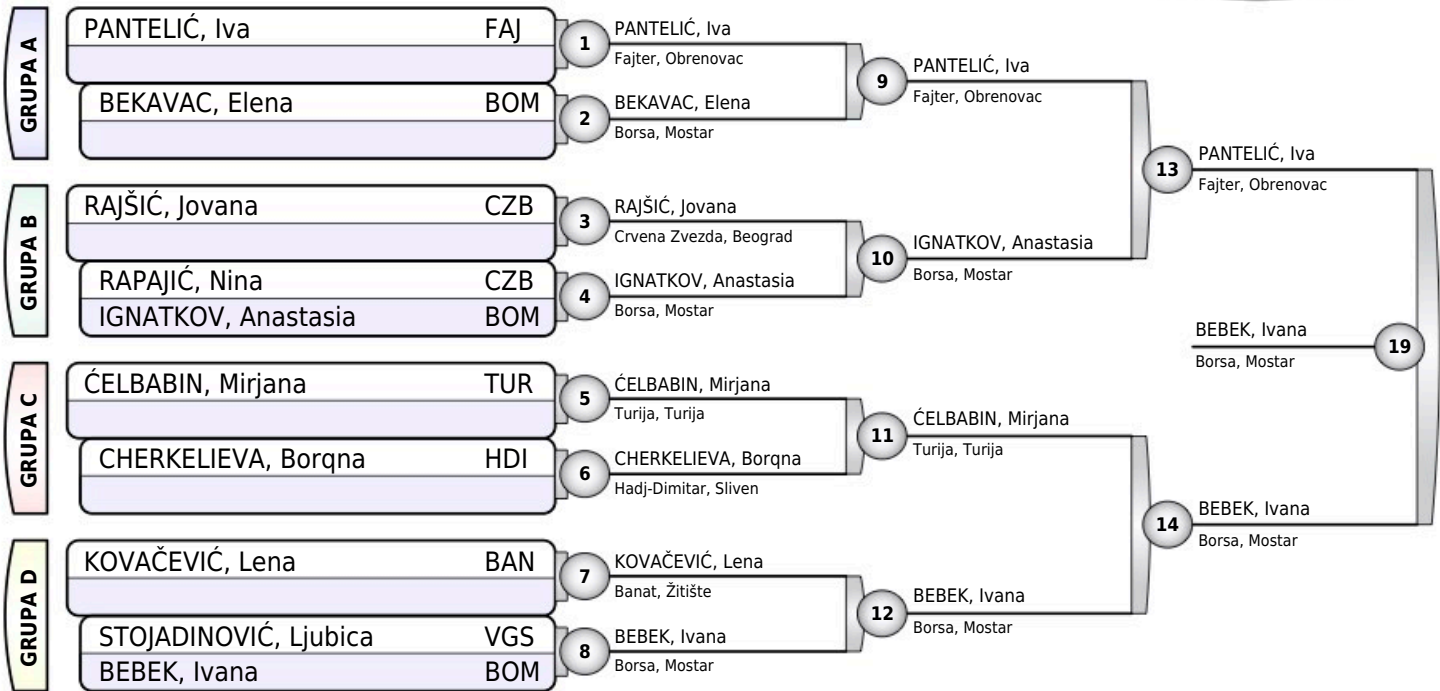 GRUPA A
PANTELIĆ, Iva FAJ
BEKAVAC, Elena BOM
1
PANTELIĆ, Iva
Fajter, Obrenovac
2
BEKAVAC, Elena
Borsa, Mostar
9
PANTELIĆ, Iva
Fajter, Obrenovac
GRUPA B
RAJŠIĆ, Jovana CZB
RAPAJIĆ, Nina CZB
IGNATKOV, Anastasia BOM
3
RAJŠIĆ, Jovana
Crvena Zvezda, Beograd
4
IGNATKOV, Anastasia
Borsa, Mostar
10
IGNATKOV, Anastasia
Borsa, Mostar
13
PANTELIĆ, Iva
Fajter, Obrenovac
GRUPA C
ĆELBABIN, Mirjana TUR
CHERKELIEVA, Borqna HDI
5
ĆELBABIN, Mirjana
Turija, Turija
6
CHERKELIEVA, Borqna
Hadj-Dimitar, Sliven
11
ĆELBABIN, Mirjana
Turija, Turija
GRUPA D
KOVAČEVIĆ, Lena BAN
STOJADINOVIĆ, Ljubica VGS
BEBEK, Ivana BOM
7
KOVAČEVIĆ, Lena
Banat, Žitište
8
BEBEK, Ivana
Borsa, Mostar
12
BEBEK, Ivana
Borsa, Mostar
14
BEBEK, Ivana
Borsa, Mostar
BEBEK, Ivana
Borsa, Mostar
19